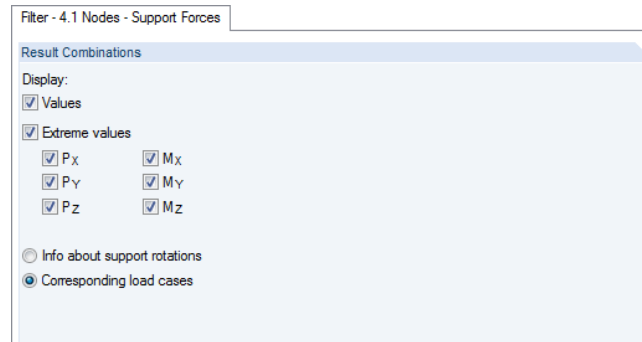 Filter - 4.1 Nodes - Support Forces
Result Combinations
Display:
Values
Extreme values
PX MX
PY MY
PZ MZ
Info about support rotations
Corresponding load cases